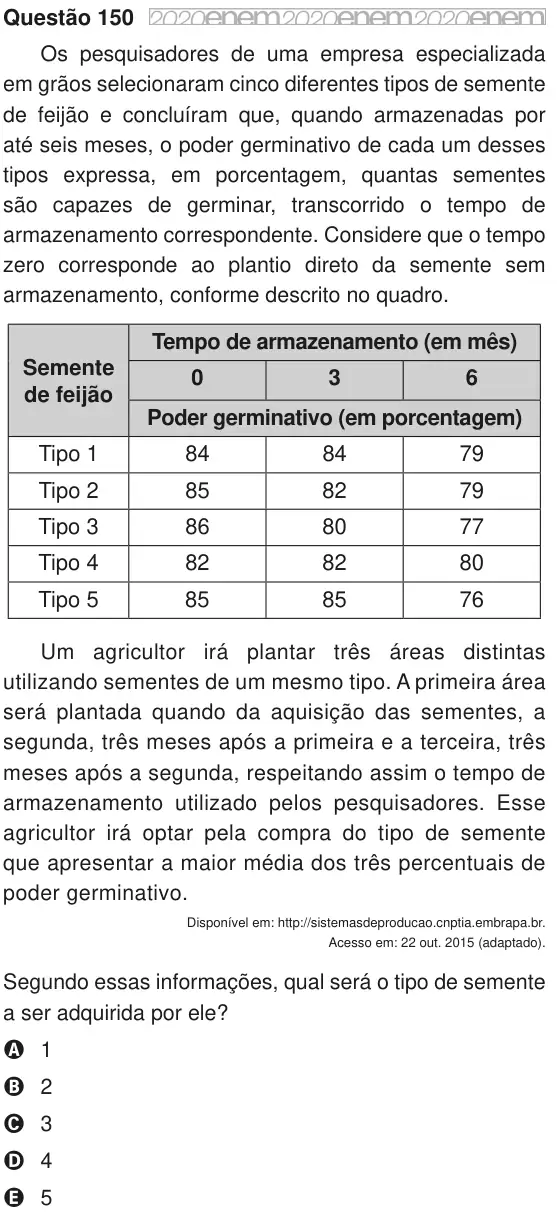 Questão 150 2020enem2020enem2020enem
Os pesquisadores de uma empresa especializada
em grãos selecionaram cinco diferentes tipos de semente
de feijão e concluíram que, quando armazenadas por
até seis meses, o poder germinativo de cada um desses
tipos expressa, em porcentagem, quantas sementes
são capazes de germinar, transcorrido o tempo de
armazenamento correspondente. Considere que o tempo
zero corresponde ao plantio direto da semente sem
armazenamento, conforme descrito no quadro.
Semente de feijão
Tempo de armazenamento (em mês)
0 3 6
Poder germinativo (em porcentagem)
Tipo 1 84 84 79
Tipo 2 85 82 79
Tipo 3 86 80 77
Tipo 4 82 82 80
Tipo 5 85 85 76
Um agricultor irá plantar três áreas distintas
utilizando sementes de um mesmo tipo. A primeira área
será plantada quando da aquisição das sementes, a
segunda, três meses após a primeira e a terceira, três
meses após a segunda, respeitando assim o tempo de
armazenamento utilizado pelos pesquisadores. Esse
agricultor irá optar pela compra do tipo de semente
que apresentar a maior média dos três percentuais de
poder germinativo.
Disponível em: http://sistemasdeproducao.cnptia.embrapa.br.
Acesso em: 22 out. 2015 (adaptado).
Segundo essas informações, qual será o tipo de semente
a ser adquirida por ele?
A 1
B 2
C 3
D 4
E 5